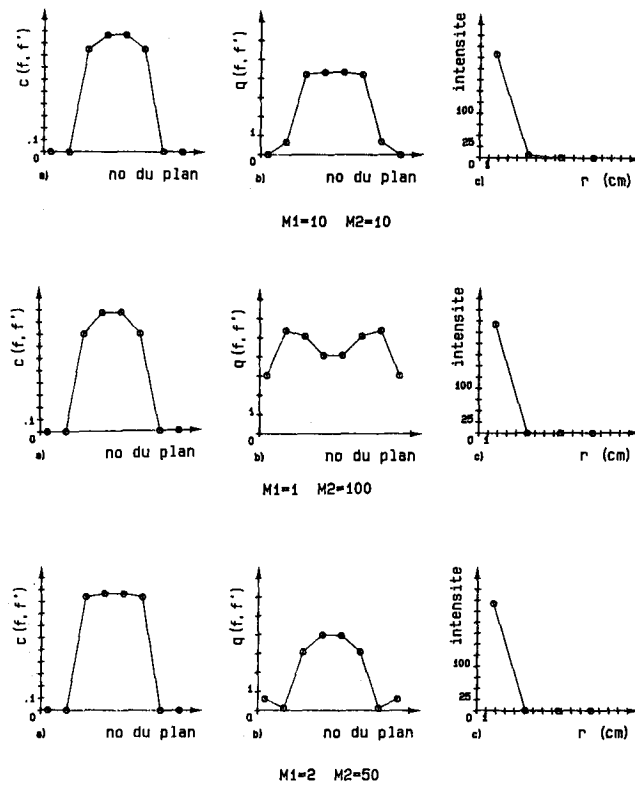 c(f,f')
.1
0
a)
no du plan
q(f,f')
1
0
b)
no du plan
intensite
100
25
0
1
c)
r (cm)
M1=10 M2=10
c(f,f')
.1
0
a)
no du plan
q(f,f')
1
0
b)
no du plan
intensite
100
25
0
1
c)
r (cm)
M1=1 M2=100
c(f,f')
.1
0
a)
no du plan
q(f,f')
1
0
b)
no du plan
intensite
100
25
0
1
c)
r (cm)
M1=2 M2=50